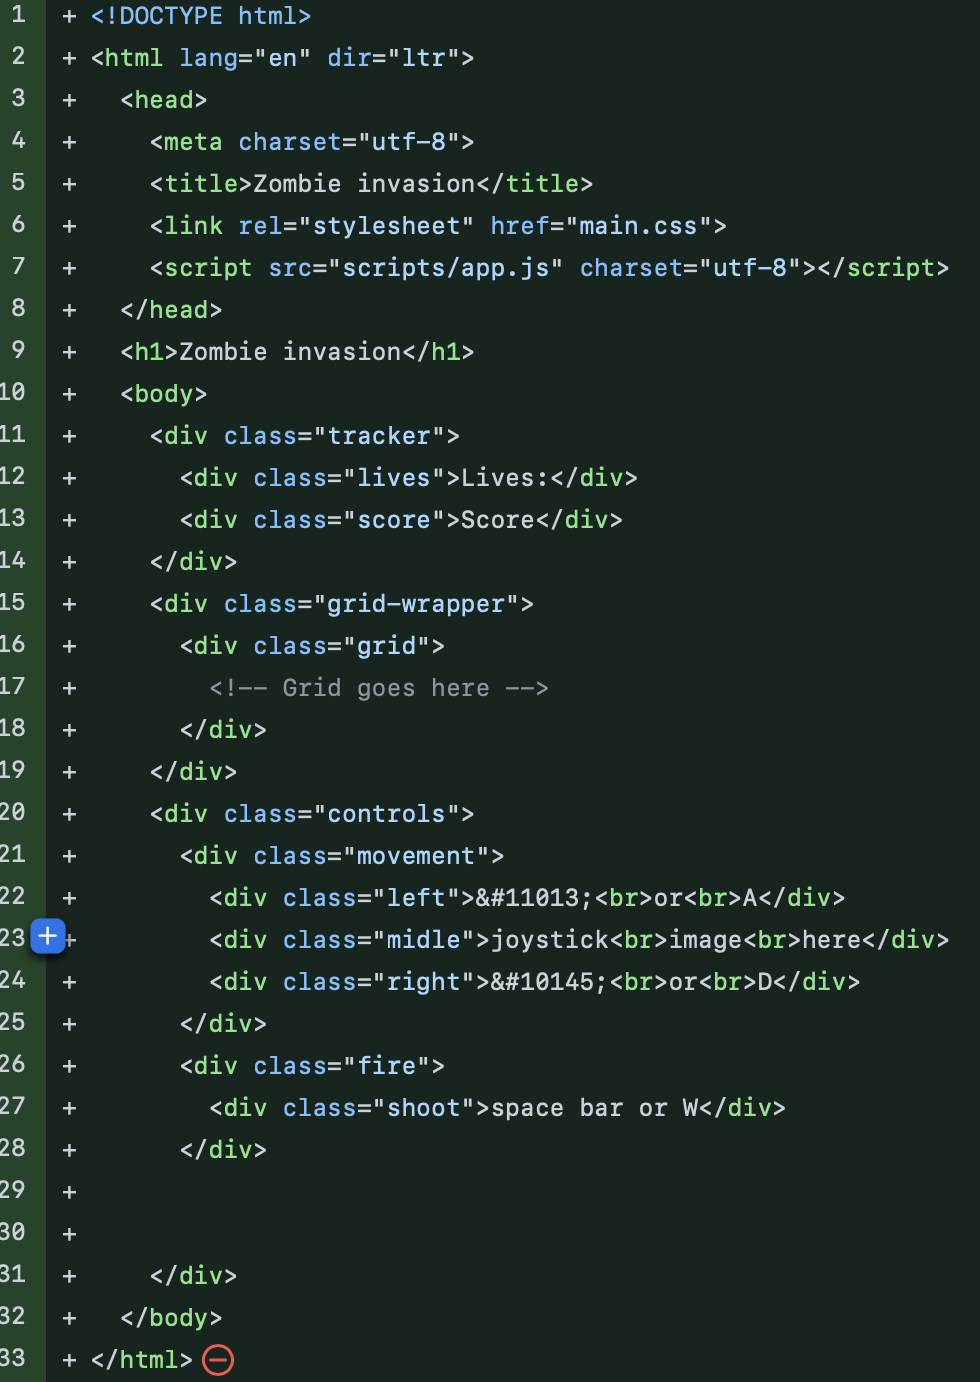 1 + <!DOCTYPE html>
2 + <html lang="en" dir="ltr">
3 +   <head>
4 +     <meta charset="utf-8">
5 +     <title>Zombie invasion</title>
6 +     <link rel="stylesheet" href="main.css">
7 +     <script src="scripts/app.js" charset="utf-8"></script>
8 +   </head>
9 +   <h1>Zombie invasion</h1>
10 +   <body>
11 +     <div class="tracker">
12 +       <div class="lives">Lives:</div>
13 +       <div class="score">Score</div>
14 +     </div>
15 +     <div class="grid-wrapper">
16 +       <div class="grid">
17 +         <!-- Grid goes here -->
18 +       </div>
19 +     </div>
20 +     <div class="controls">
21 +       <div class="movement">
22 +         <div class="left">&#11013;<br>or<br>A</div>
23 +         <div class="midle">joystick<br>image<br>here</div>
24 +         <div class="right">&#10145;<br>or<br>D</div>
25 +       </div>
26 +       <div class="fire">
27 +         <div class="shoot">space bar or W</div>
28 +       </div>
29 +
30 +
31 +     </div>
32 +   </body>
33 + </html>